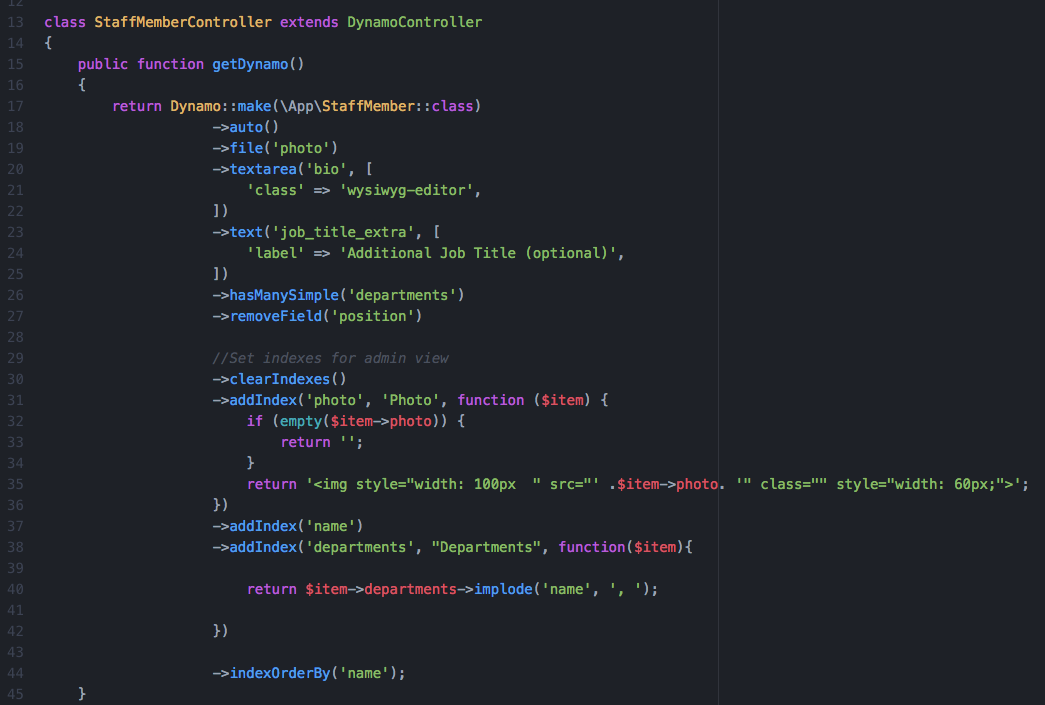 12
13 class StaffMemberController extends DynamoController
14 {
15     public function getDynamo()
16     {
17         return Dynamo::make(\App\StaffMember::class)
18                     ->auto()
19                     ->file('photo')
20                     ->textarea('bio', [
21                         'class' => 'wysiwyg-editor',
22                     ])
23                     ->text('job_title_extra', [
24                         'label' => 'Additional Job Title (optional)',
25                     ])
26                     ->hasManySimple('departments')
27                     ->removeField('position')
28
29                     //Set indexes for admin view
30                     ->clearIndexes()
31                     ->addIndex('photo', 'Photo', function ($item) {
32                         if (empty($item->photo)) {
33                             return '';
34                         }
35                         return '<img style="width: 100px  " src="' .$item->photo. '" class="" style="width: 60px;">';
36                     })
37                     ->addIndex('name')
38                     ->addIndex('departments', "Departments", function($item){
39
40                         return $item->departments->implode('name', ', ');
41
42                     })
43
44                     ->indexOrderBy('name');
45     }